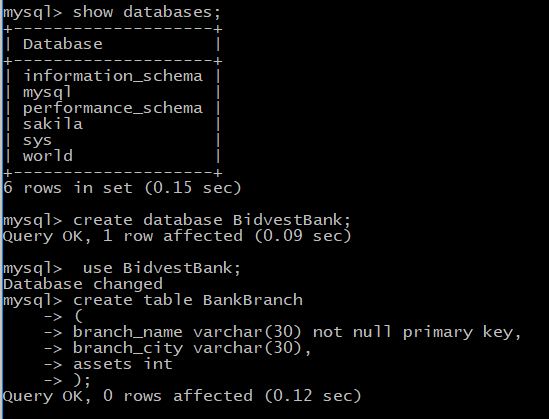 mysql> show databases;
+--------------------+
| Database           |
+--------------------+
| information_schema |
| mysql              |
| performance_schema |
| sakila             |
| sys                |
| world              |
+--------------------+
6 rows in set (0.15 sec)

mysql> create database BidvestBank;
Query OK, 1 row affected (0.09 sec)

mysql>  use BidvestBank;
Database changed
mysql> create table BankBranch
    -> (
    -> branch_name varchar(30) not null primary key,
    -> branch_city varchar(30),
    -> assets int
    -> );
Query OK, 0 rows affected (0.12 sec)